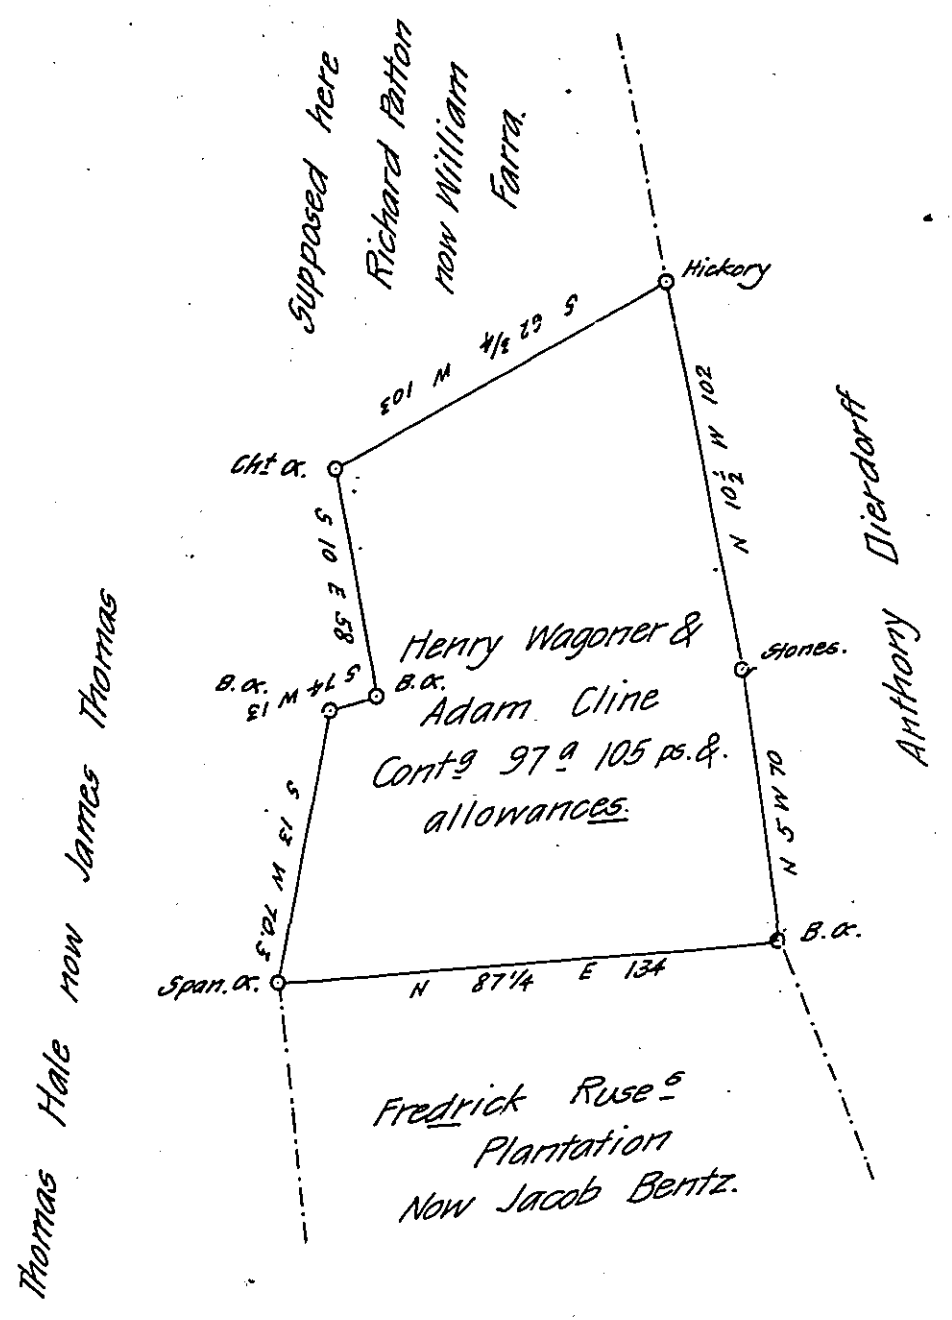 Supposed here
Richard Patton
now William
Farra.
Hickory
S 62 3/4 W 103
N 10½ W 102
Cht o.
S 10 E 58
Anthony Dierdorff
Stones.
B.o.
S 74 W 13
B.o.
Henry Wagoner &
Adam Cline
Contg 97 a 105 ps. &
allowances.
Thomas Hale now James Thomas
S 13 W 70.3
N 5 W 70
B.o.
Span. o.
N 87 1/4 E 134
Fredrick Ruse s
Plantation
Now Jacob Bentz.